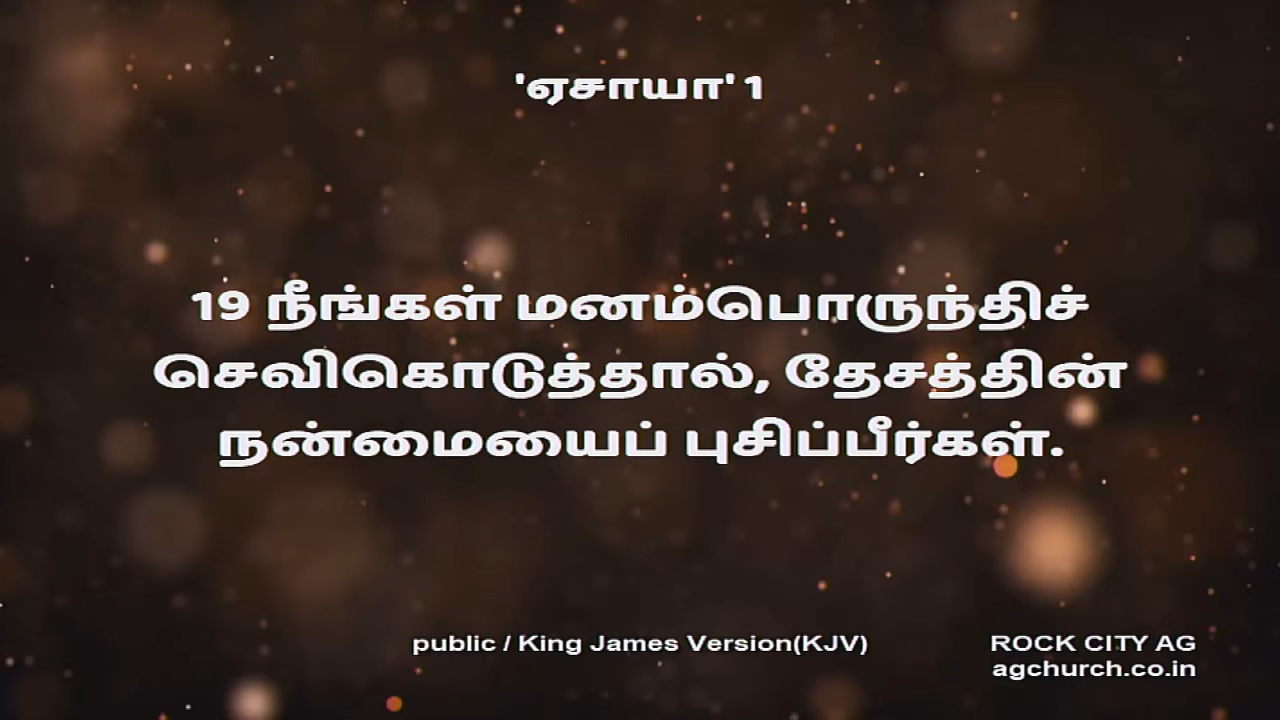 'ஏசாயா' 1
19 நீங்கள் மனம்பொருந்திச்
செவிகொடுத்தால், தேசத்தின்
நன்மையைப் புசிப்பீர்கள்.
public / King James Version(KJV)
ROCK CITY AG
agchurch.co.in